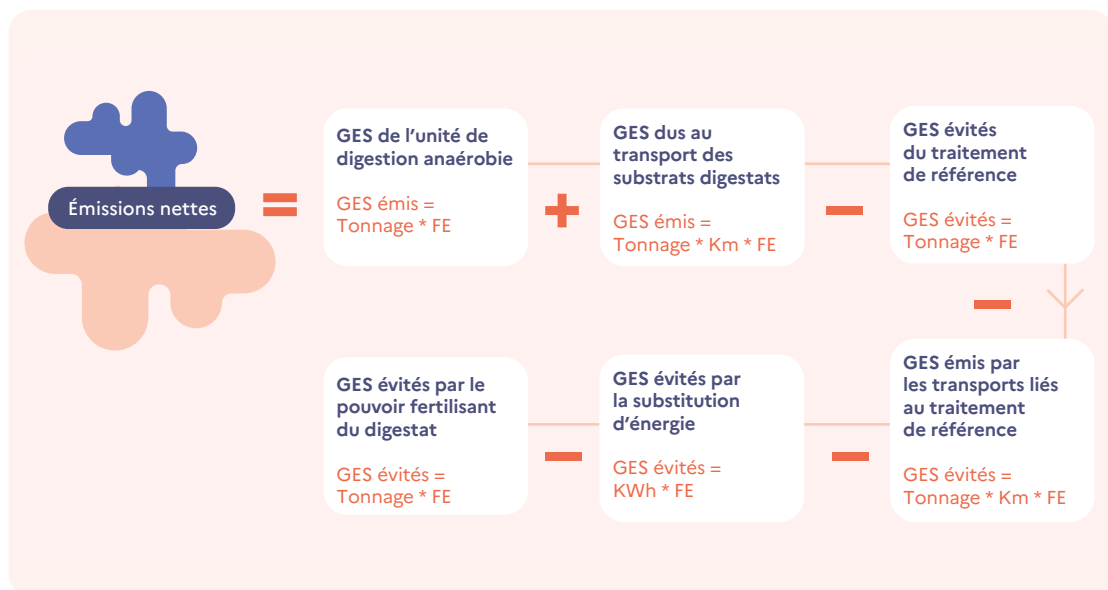 Émissions nettes
=
GES de l'unité de
digestion anaérobie
GES émis =
Tonnage * FE
+
GES dus au
transport des
substrats digestats
GES émis =
Tonnage * Km * FE
−
GES évités
du traitement
de référence
GES évités =
Tonnage * FE
−
GES émis par
les transports liés
au traitement
de référence
GES évités =
Tonnage * Km * FE
−
GES évités par
la substitution
d'énergie
GES évités =
KWh * FE
−
GES évités par le
pouvoir fertilisant
du digestat
GES évités =
Tonnage * FE